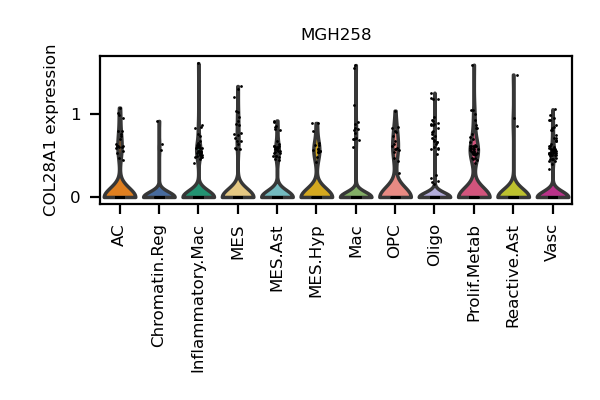 MGH258
COL28A1 expression
1
0
AC
Chromatin.Reg
Inflammatory.Mac
MES
MES.Ast
MES.Hyp
Mac
OPC
Oligo
Prolif.Metab
Reactive.Ast
Vasc